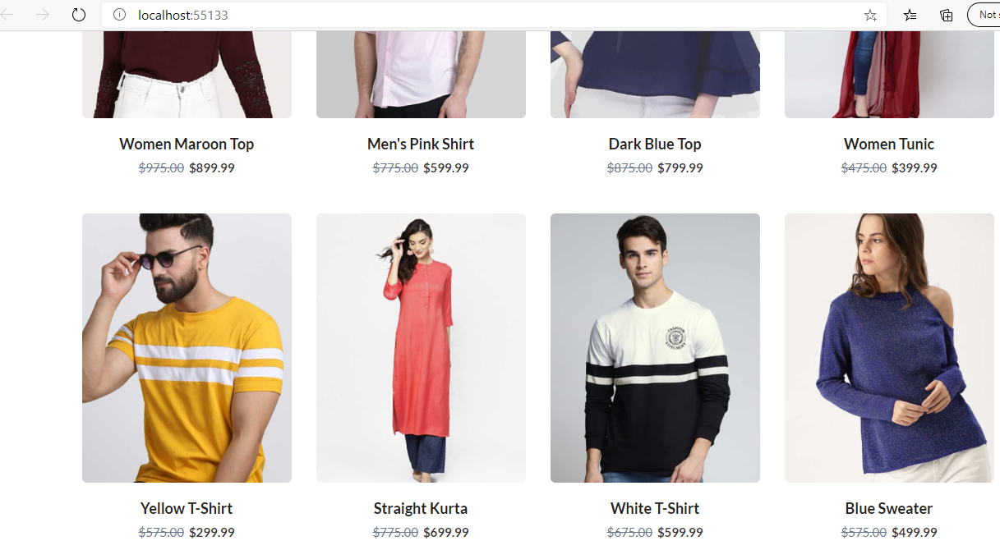 localhost:55133
Not
Women Maroon Top
$975.00 $899.99
Men's Pink Shirt
$775.00 $599.99
Dark Blue Top
$875.00 $799.99
Women Tunic
$475.00 $399.99
FASHION
STITCHERY
Yellow T-Shirt
$575.00 $299.99
Straight Kurta
$775.00 $699.99
White T-Shirt
$675.00 $599.99
Blue Sweater
$575.00 $499.99